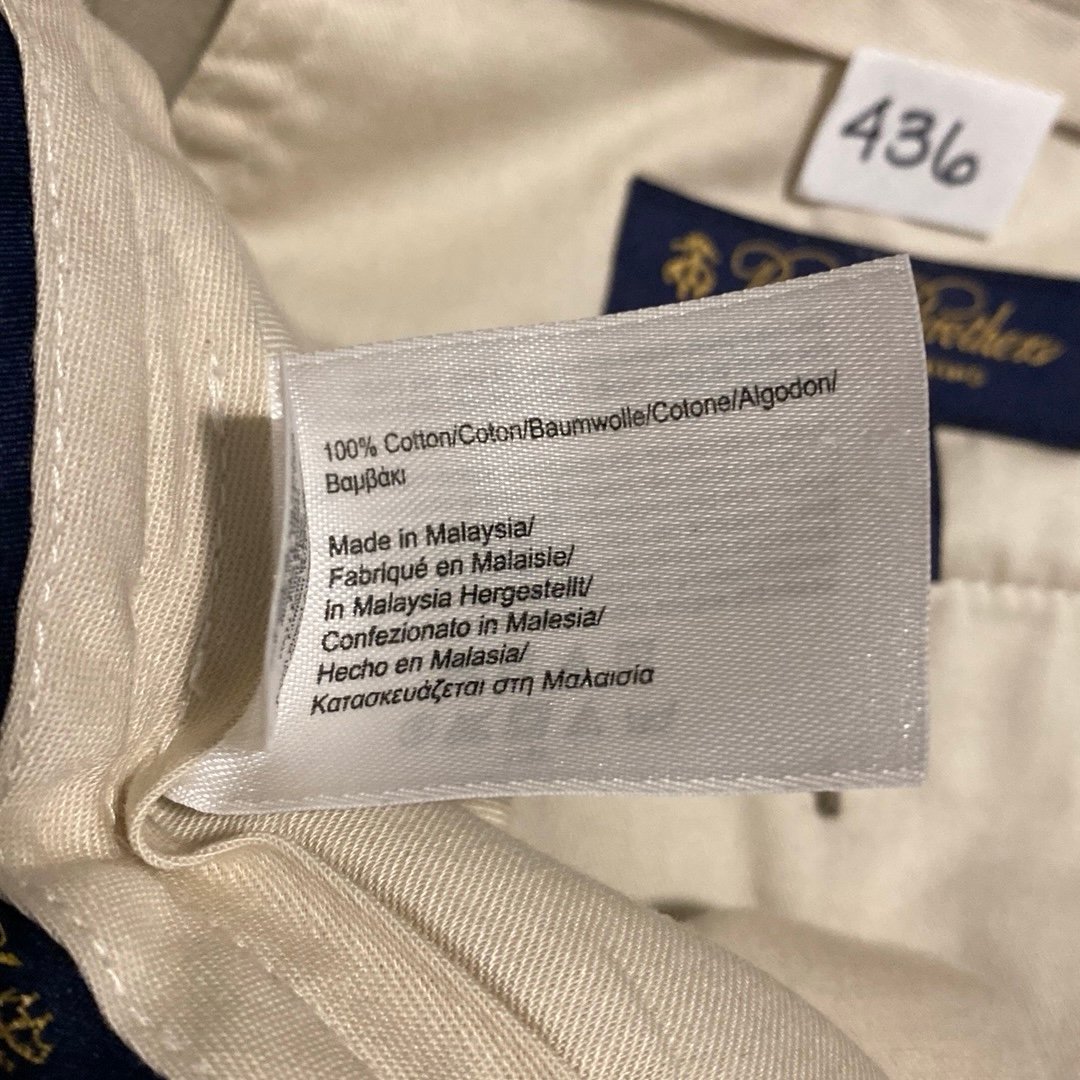 436
Brothers
100% Cotton/Coton/Baumwolle/Cotone/Algodon/
Βαμβάκι
Made in Malaysia/
Fabriqué en Malaisie/
in Malaysia Hergestellt/
Confezionato in Malesia/
Hecho en Malasia/
Κατασκευάζεται στη Μαλαισία